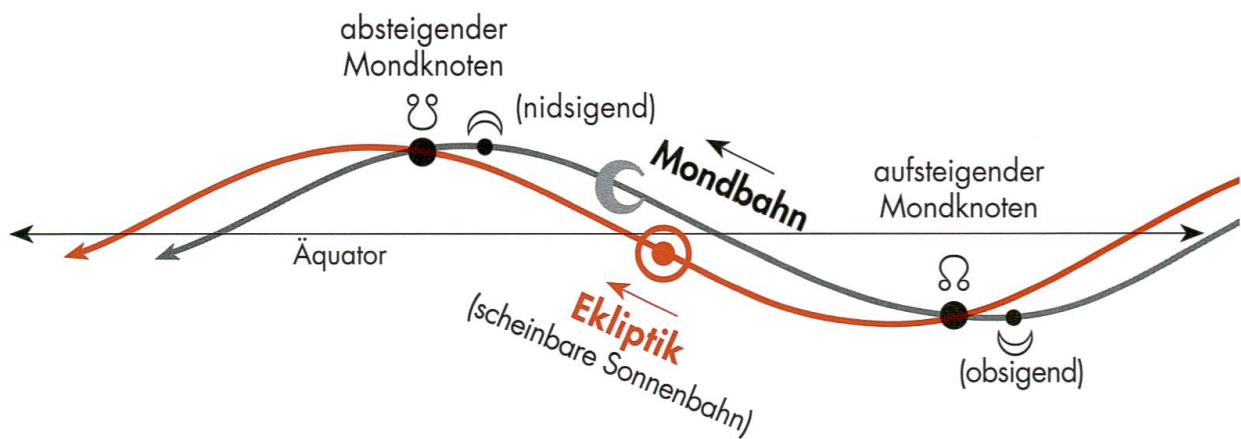 absteigender
Mondknoten
☋
(nidsigend)
Mondbahn
aufsteigender
Mondknoten
Äquator
☊
Ekliptik
(scheinbare Sonnenbahn)
(obsigend)